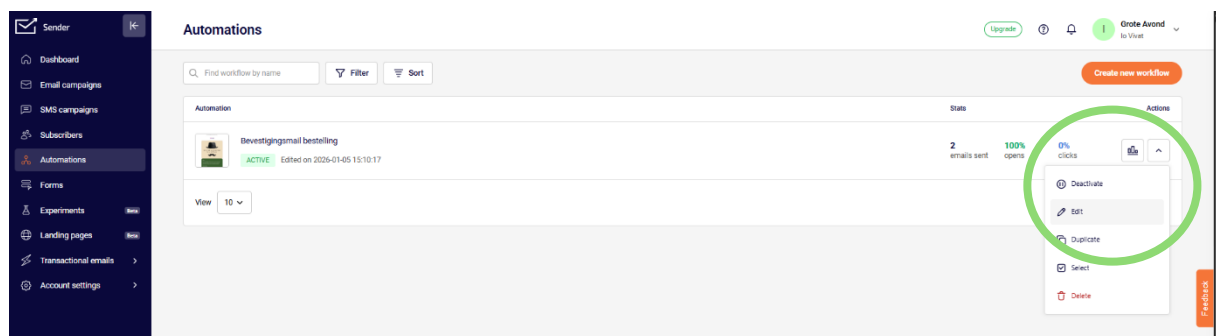 Sender
Dashboard
Email campaigns
SMS campaigns
Subscribers
Automations
Forms
Experiments Beta
Landing pages Beta
Transactional emails
Account settings
Automations
Upgrade
I
Grote Avond
Io Vivat
Find workflow by name
Filter
Sort
Create new workflow
Automation
Stats
Actions
Bevestigingsmail bestelling
ACTIVE Edited on 2026-01-05 15:10:17
2 100% 0%
emails sent opens clicks
View 10
Deactivate
Edit
Duplicate
Select
Delete
Feedback